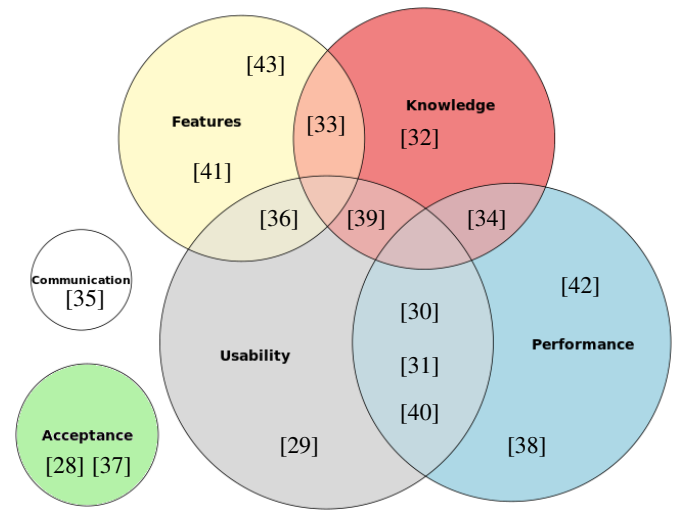 [43]
Knowledge
Features
[33]
[32]
[41]
[36]
[39]
[34]
Communication
[35]
[42]
[30]
Performance
Usability
[31]
[40]
Acceptance
[29]
[38]
[28] [37]